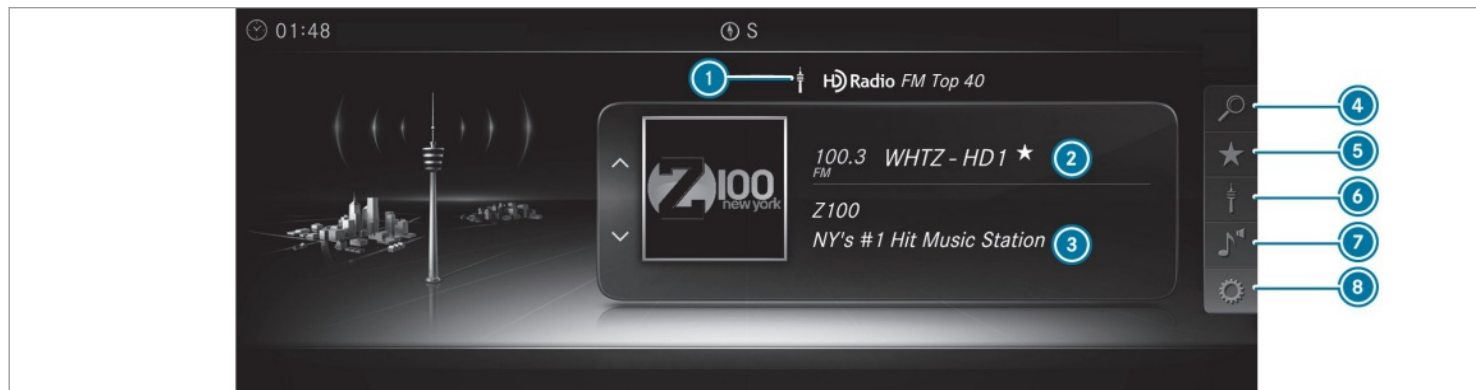 01:48
S
1
HD Radio FM Top 40
Z100
new york
100.3 WHTZ - HD1 ★ 2
FM
Z100
NY's #1 Hit Music Station 3
4
5
6
7
8